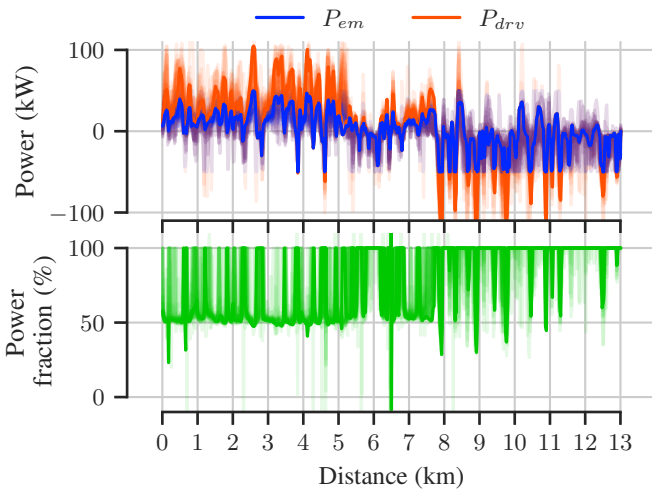 P_em P_drv
Power (kW)
100
0
−100
Power
fraction (%)
100
50
0
0 1 2 3 4 5 6 7 8 9 10 11 12 13
Distance (km)